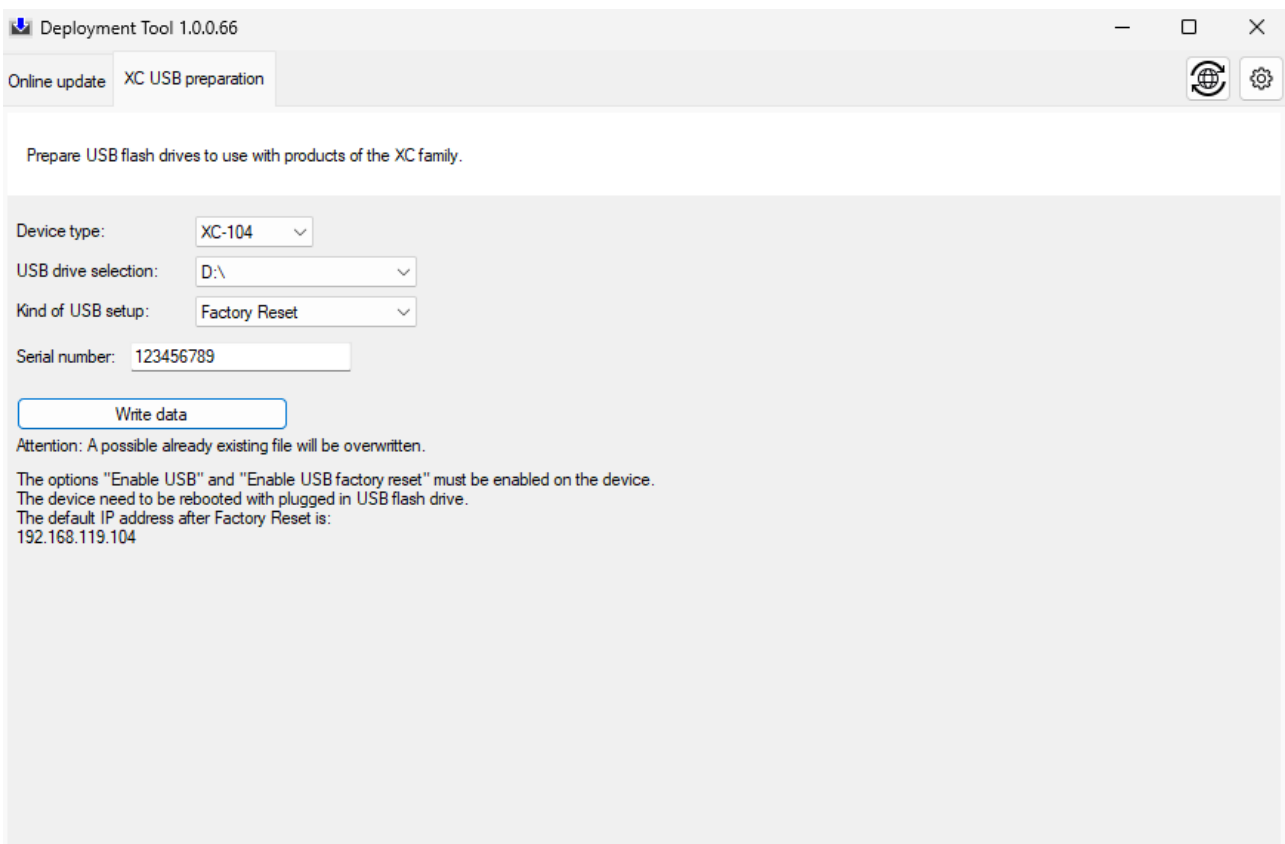 Deployment Tool 1.0.0.66
Online update
XC USB preparation
Prepare USB flash drives to use with products of the XC family.
Device type:
XC-104
USB drive selection:
D:\
Kind of USB setup:
Factory Reset
Serial number:
123456789
Write data
Attention: A possible already existing file will be overwritten.
The options "Enable USB" and "Enable USB factory reset" must be enabled on the device.
The device need to be rebooted with plugged in USB flash drive.
The default IP address after Factory Reset is:
192.168.119.104